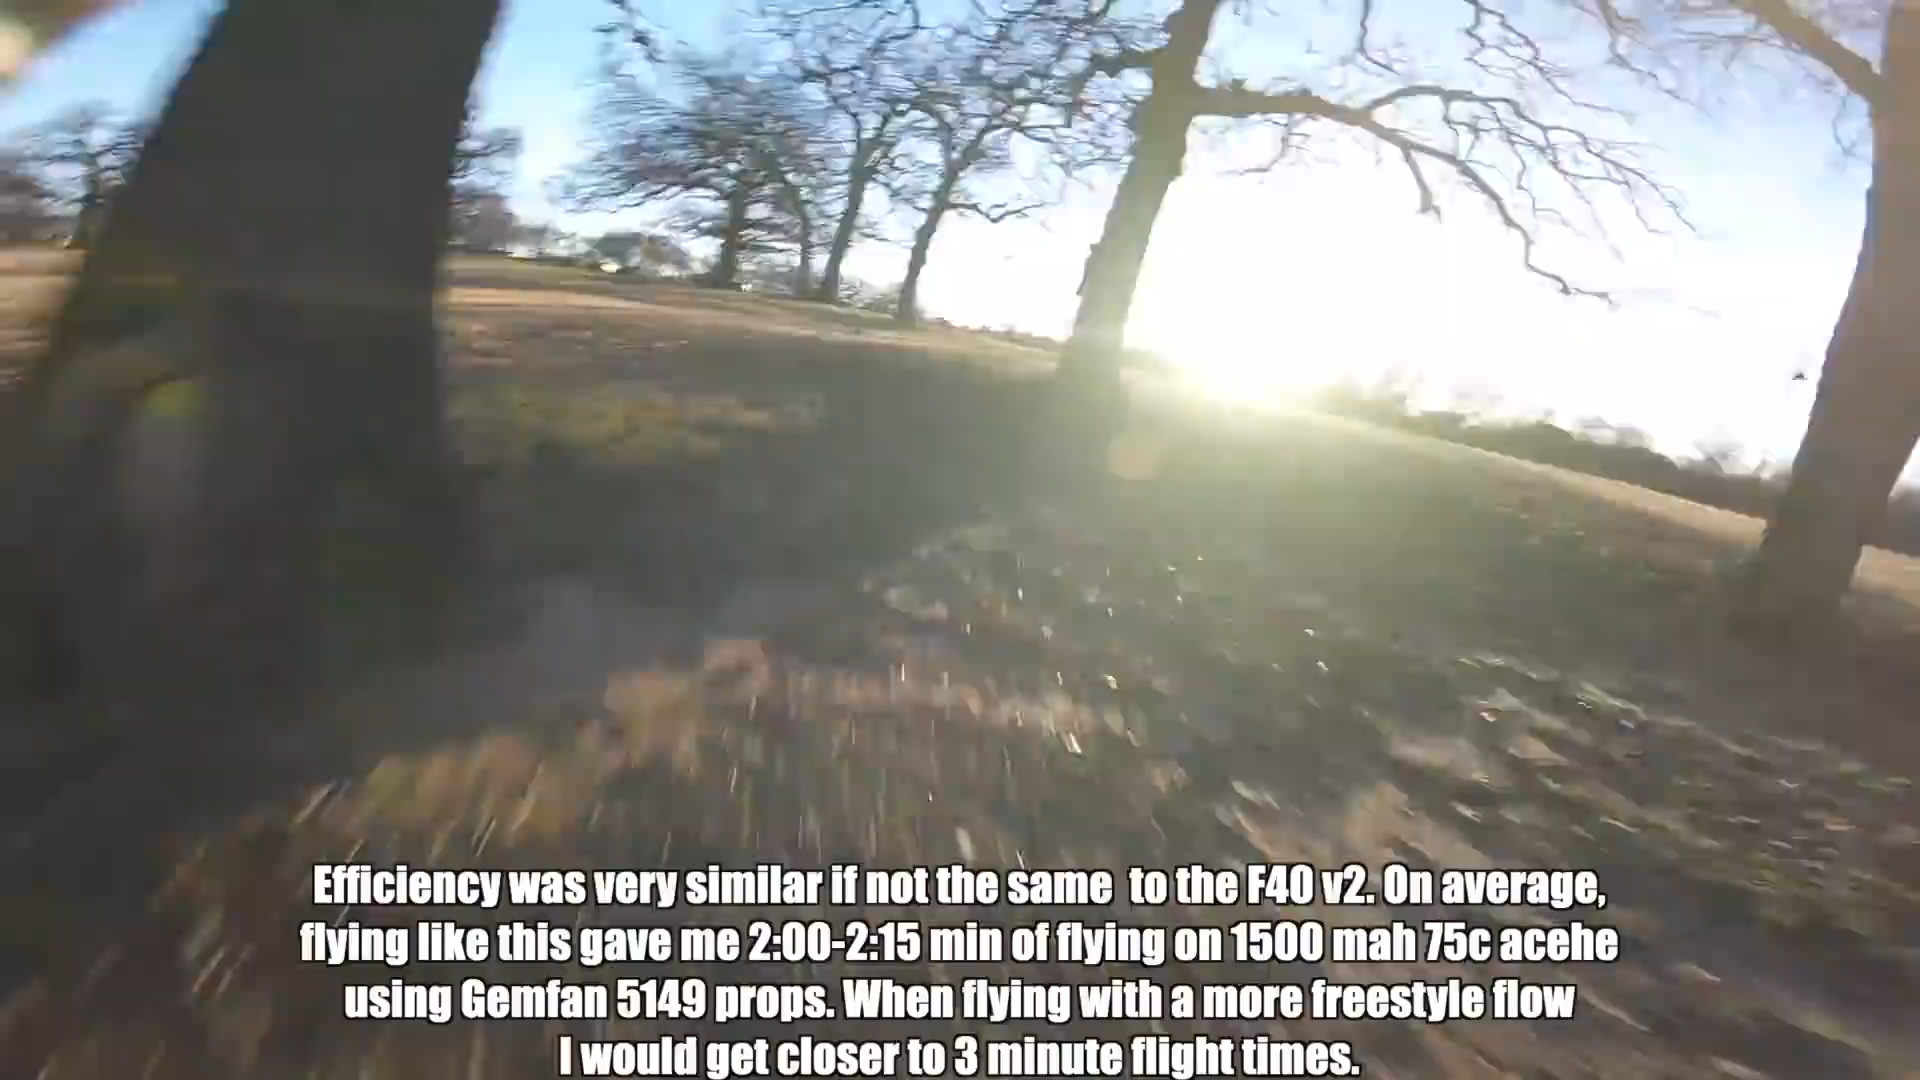 Efficiency was very similar if not the same  to the F40 v2. On average,
flying like this gave me 2:00-2:15 min of flying on 1500 mah 75c acehe
using Gemfan 5149 props. When flying with a more freestyle flow
I would get closer to 3 minute flight times.